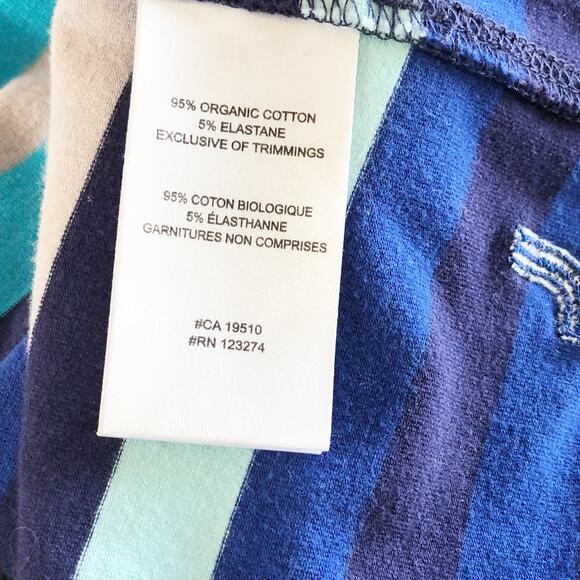 95% ORGANIC COTTON
5% ELASTANE
EXCLUSIVE OF TRIMMINGS
95% COTON BIOLOGIQUE
5% ÉLASTHANNE
GARNITURES NON COMPRISES
#CA 19510
#RN 123274